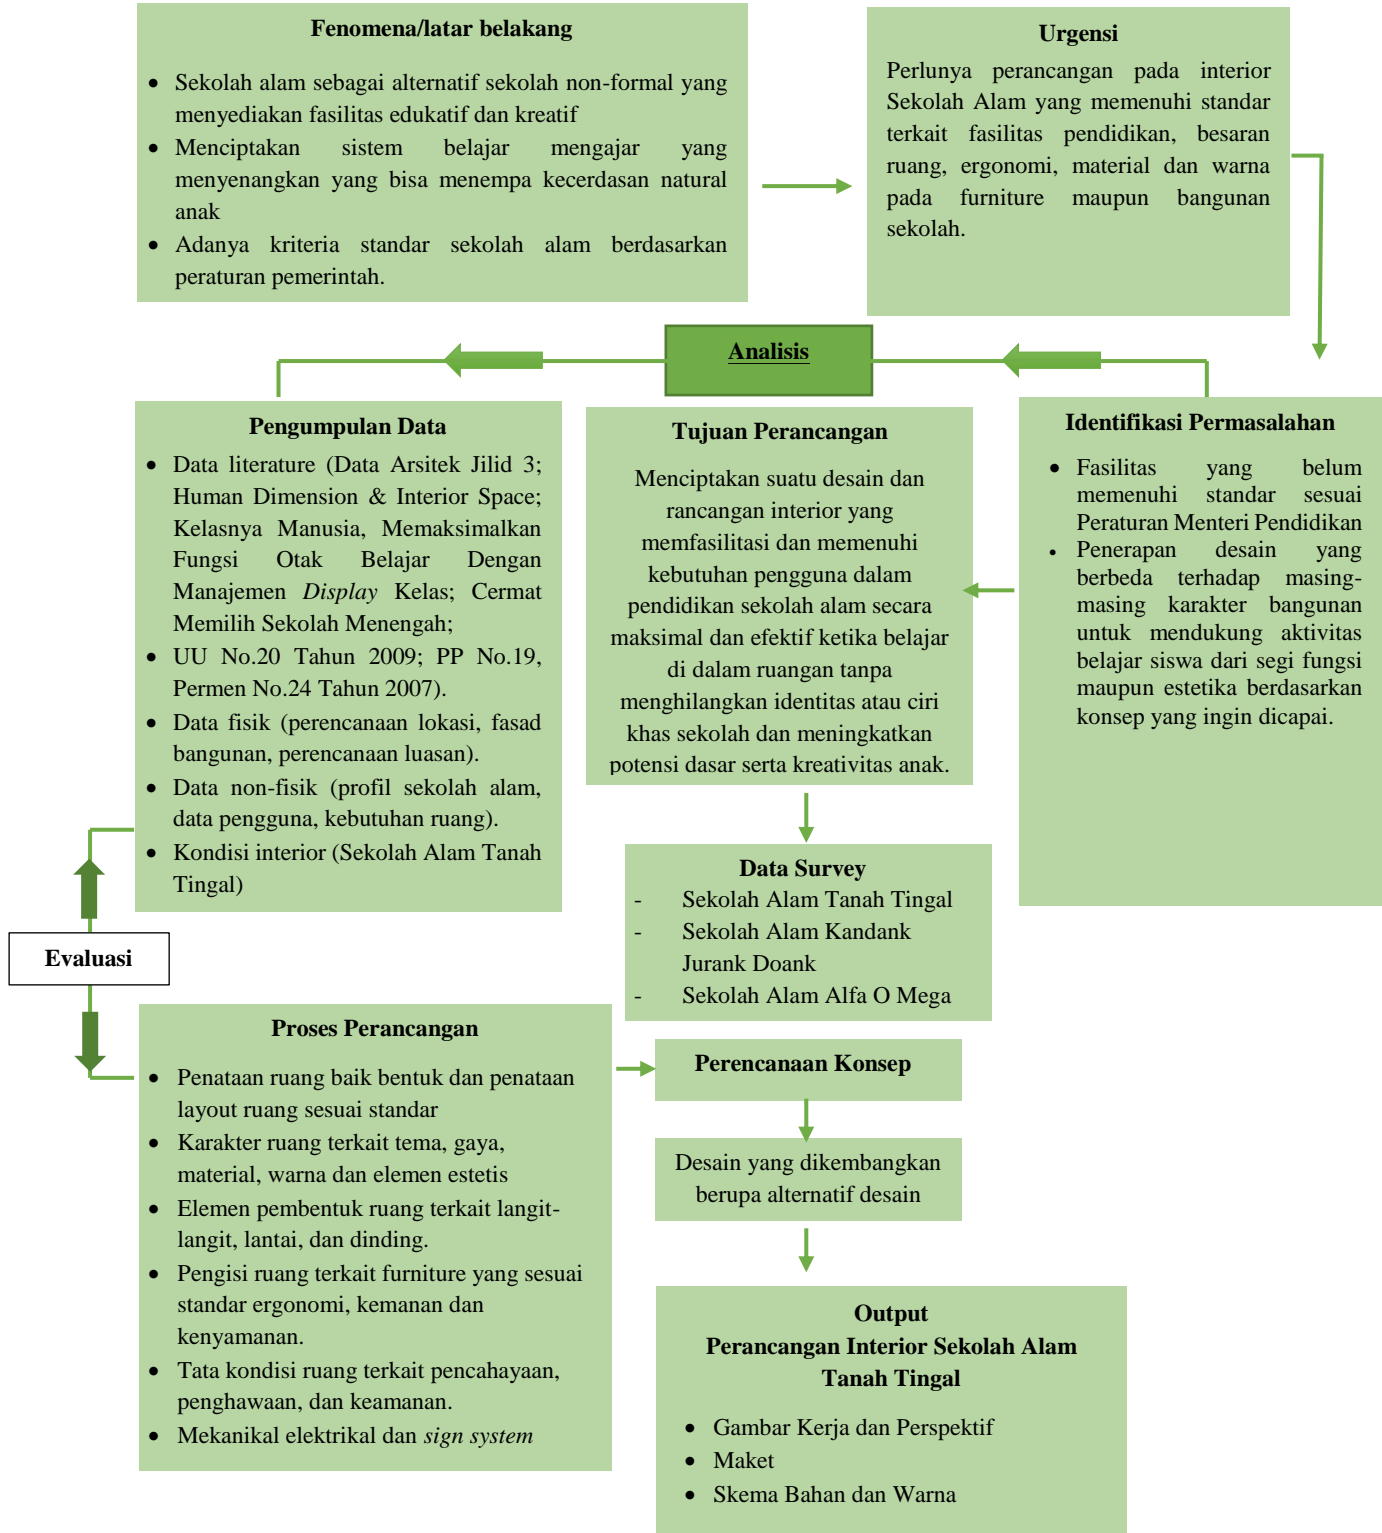 Fenomena/latar belakang
• Sekolah alam sebagai alternatif sekolah non-formal yang
menyediakan fasilitas edukatif dan kreatif
• Menciptakan sistem belajar mengajar yang
menyenangkan yang bisa menempa kecerdasan natural
anak
• Adanya kriteria standar sekolah alam berdasarkan
peraturan pemerintah.
Urgensi
Perlunya perancangan pada interior
Sekolah Alam yang memenuhi standar
terkait fasilitas pendidikan, besaran
ruang, ergonomi, material dan warna
pada furniture maupun bangunan
sekolah.
Analisis
Identifikasi Permasalahan
• Fasilitas yang belum
memenuhi standar sesuai
Peraturan Menteri Pendidikan
• Penerapan desain yang
berbeda terhadap masing-
masing karakter bangunan
untuk mendukung aktivitas
belajar siswa dari segi fungsi
maupun estetika berdasarkan
konsep yang ingin dicapai.
Tujuan Perancangan
Menciptakan suatu desain dan
rancangan interior yang
memfasilitasi dan memenuhi
kebutuhan pengguna dalam
pendidikan sekolah alam secara
maksimal dan efektif ketika belajar
di dalam ruangan tanpa
menghilangkan identitas atau ciri
khas sekolah dan meningkatkan
potensi dasar serta kreativitas anak.
Pengumpulan Data
• Data literature (Data Arsitek Jilid 3;
Human Dimension & Interior Space;
Kelasnya Manusia, Memaksimalkan
Fungsi Otak Belajar Dengan
Manajemen Display Kelas; Cermat
Memilih Sekolah Menengah;
• UU No.20 Tahun 2009; PP No.19,
Permen No.24 Tahun 2007).
• Data fisik (perencanaan lokasi, fasad
bangunan, perencanaan luasan).
• Data non-fisik (profil sekolah alam,
data pengguna, kebutuhan ruang).
• Kondisi interior (Sekolah Alam Tanah
Tingal)
Data Survey
- Sekolah Alam Tanah Tingal
- Sekolah Alam Kandank
Jurank Doank
- Sekolah Alam Alfa O Mega
Evaluasi
Proses Perancangan
• Penataan ruang baik bentuk dan penataan
layout ruang sesuai standar
• Karakter ruang terkait tema, gaya,
material, warna dan elemen estetis
• Elemen pembentuk ruang terkait langit-
langit, lantai, dan dinding.
• Pengisi ruang terkait furniture yang sesuai
standar ergonomi, kemanan dan
kenyamanan.
• Tata kondisi ruang terkait pencahayaan,
penghawaan, dan keamanan.
• Mekanikal elektrikal dan sign system
Perencanaan Konsep
Desain yang dikembangkan
berupa alternatif desain
Output
Perancangan Interior Sekolah Alam
Tanah Tingal
• Gambar Kerja dan Perspektif
• Maket
• Skema Bahan dan Warna